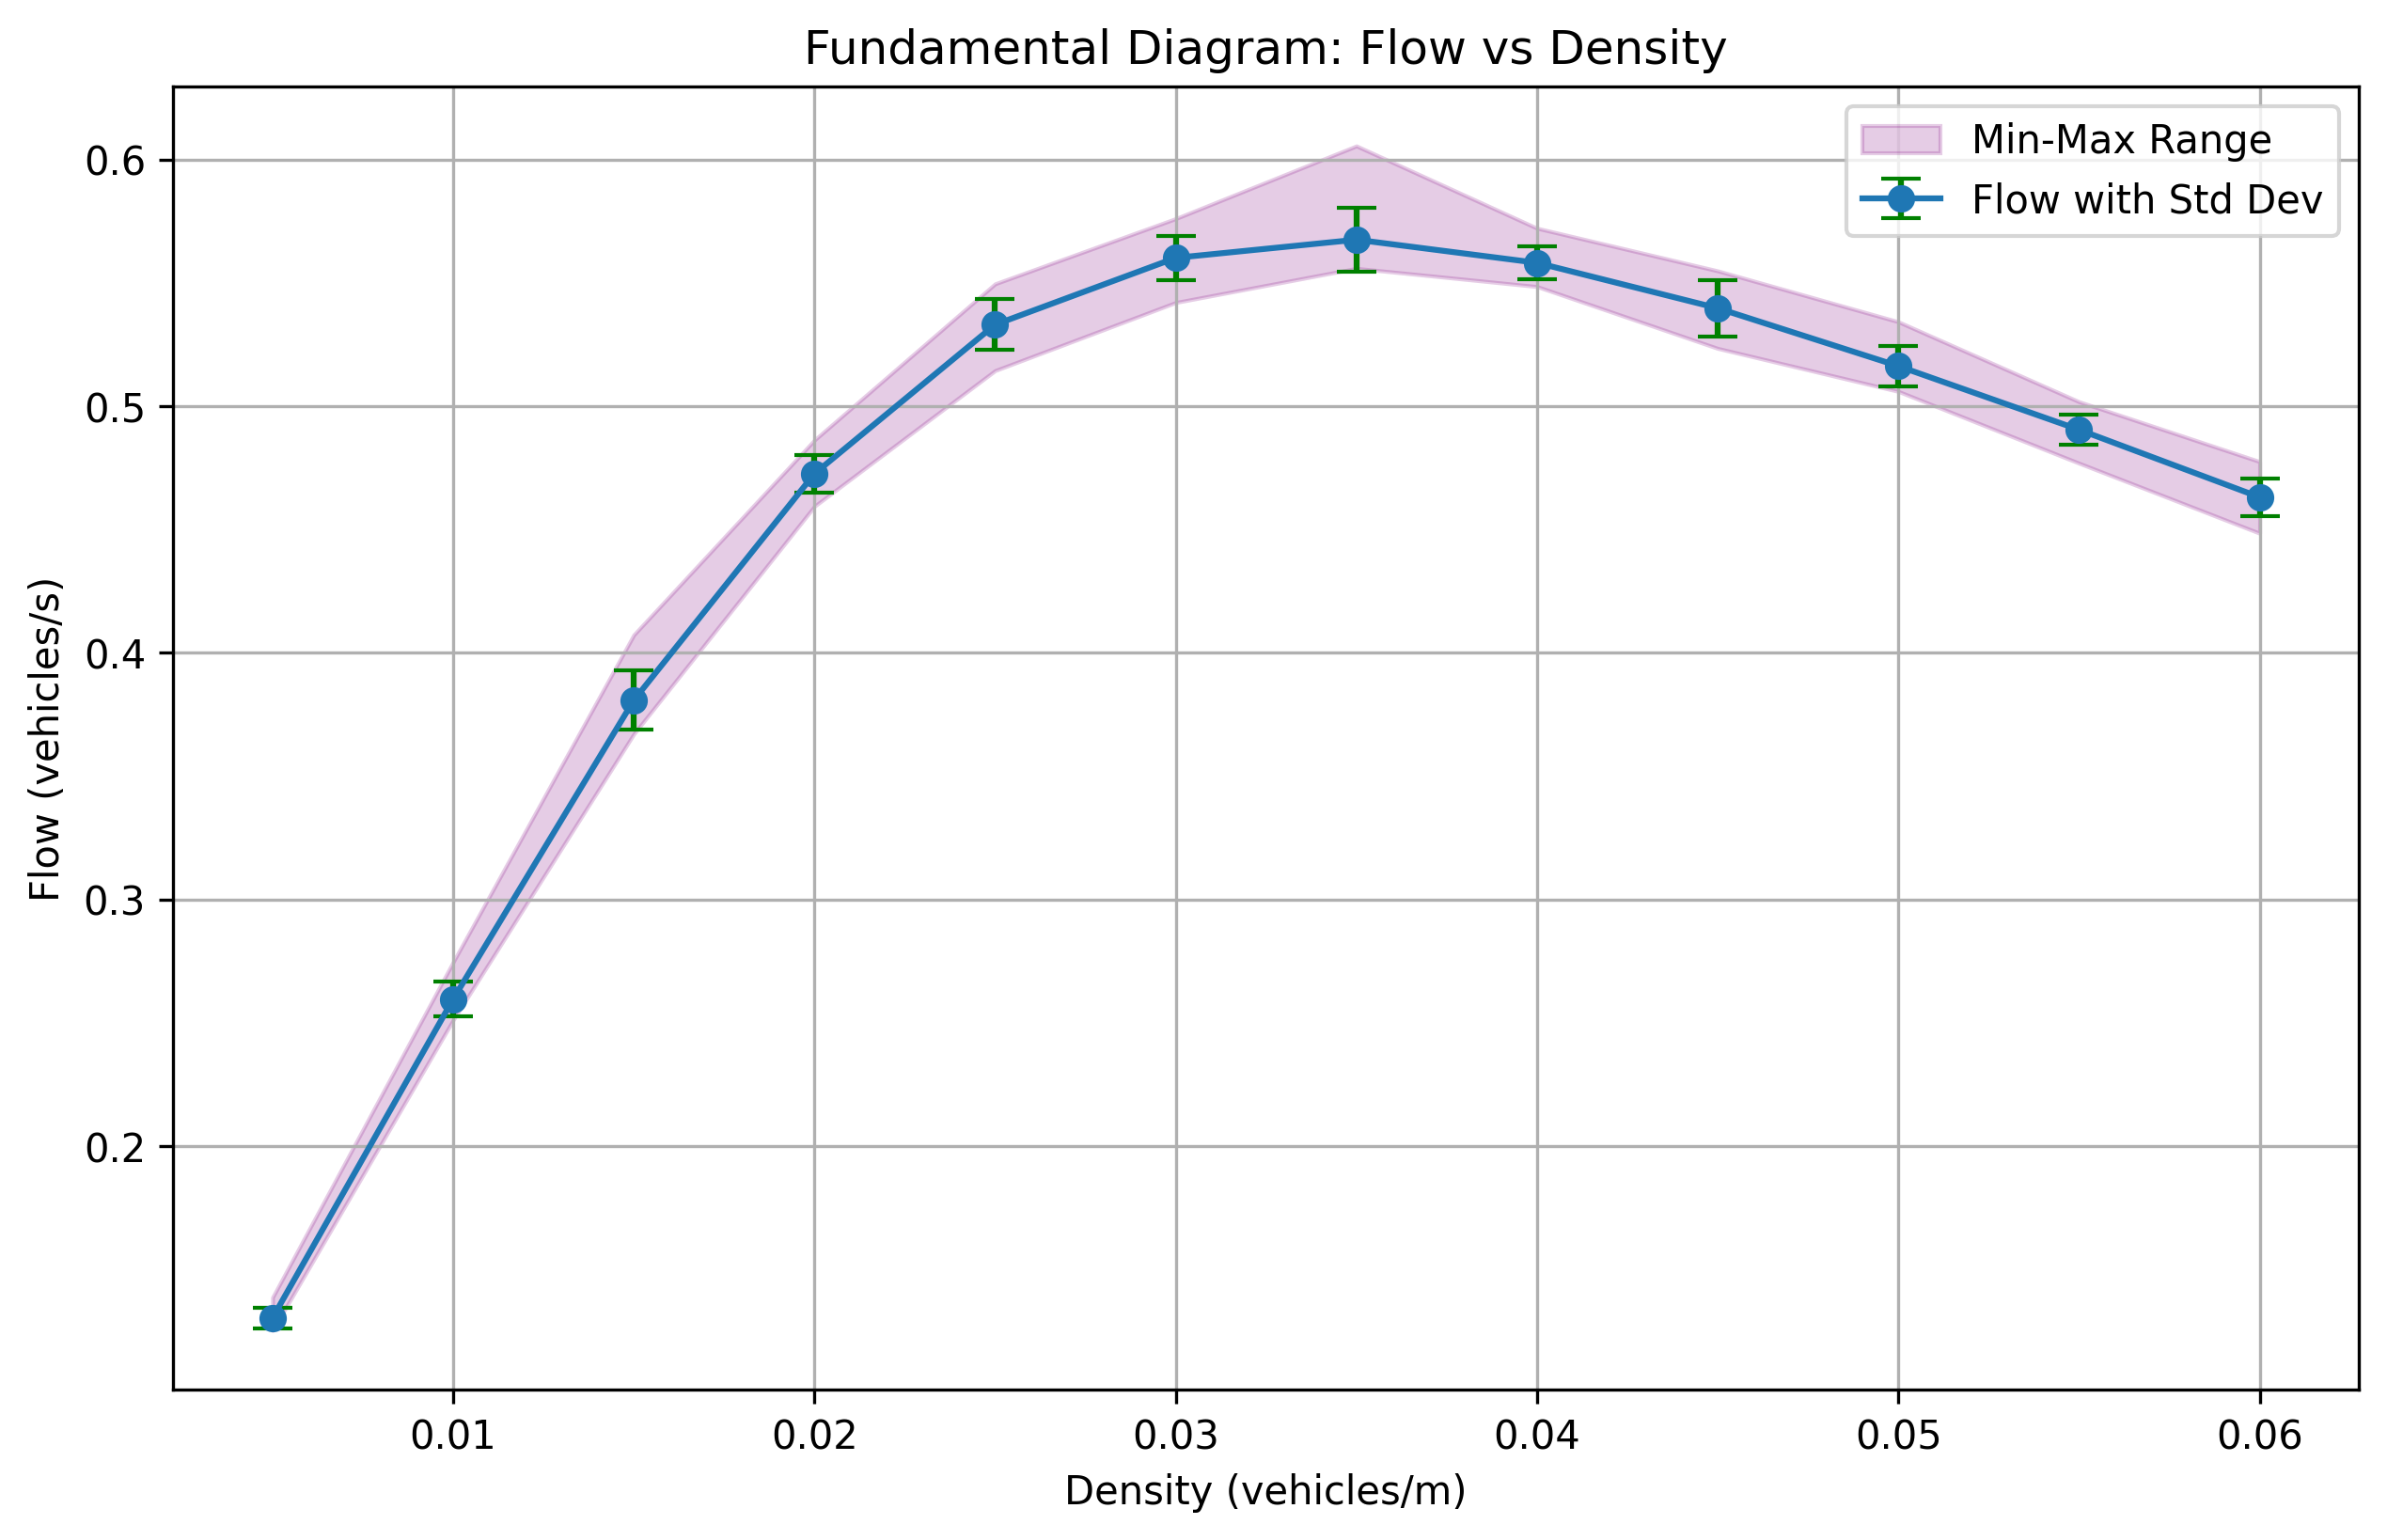 Fundamental Diagram: Flow vs Density
Min-Max Range
Flow with Std Dev
0.6
0.5
0.4
0.3
0.2
Flow (vehicles/s)
0.01 0.02 0.03 0.04 0.05 0.06
Density (vehicles/m)